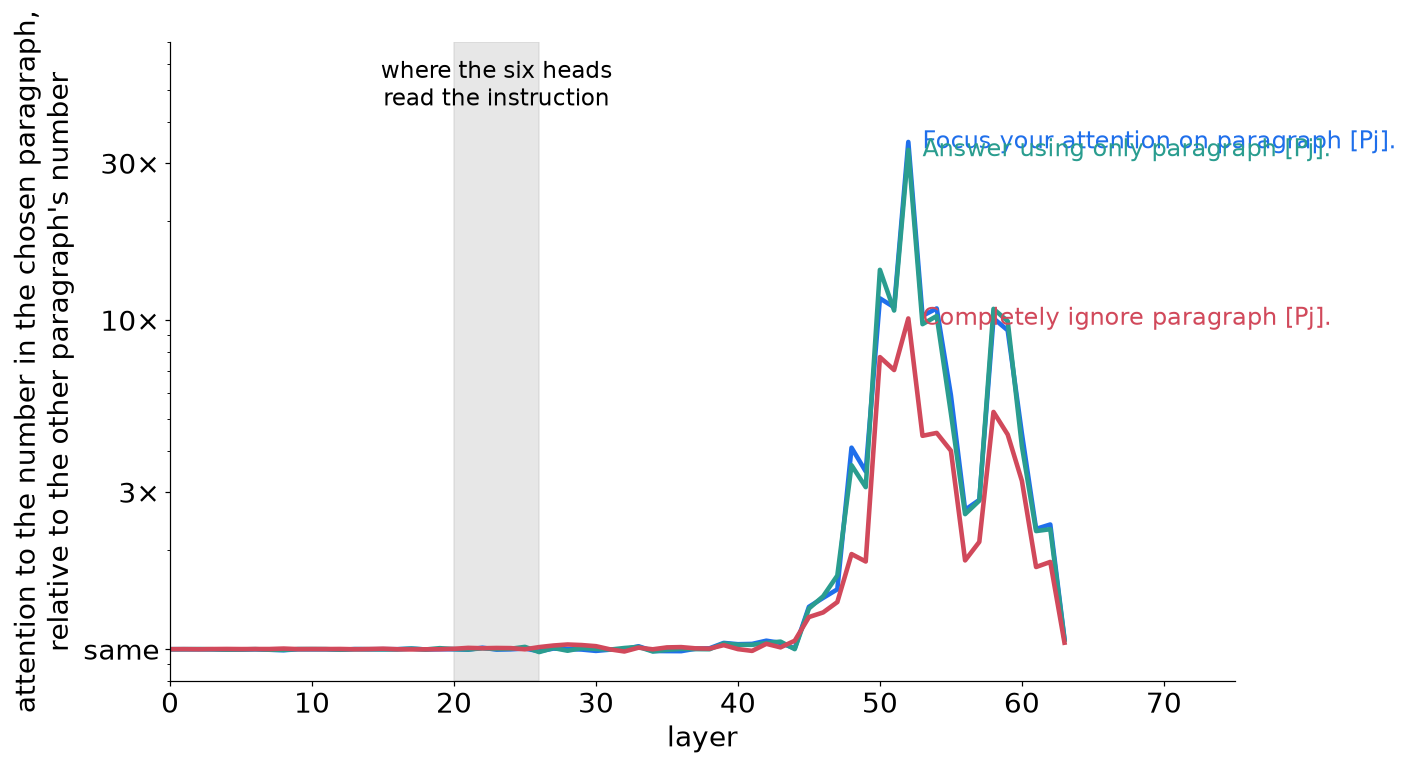 attention to the number in the chosen paragraph,
relative to the other paragraph's number
where the six heads
read the instruction
Focus your attention on paragraph [Pj].
Answer using only paragraph [Pj].
Completely ignore paragraph [Pj].
30×
10×
3×
same
0 10 20 30 40 50 60 70
layer